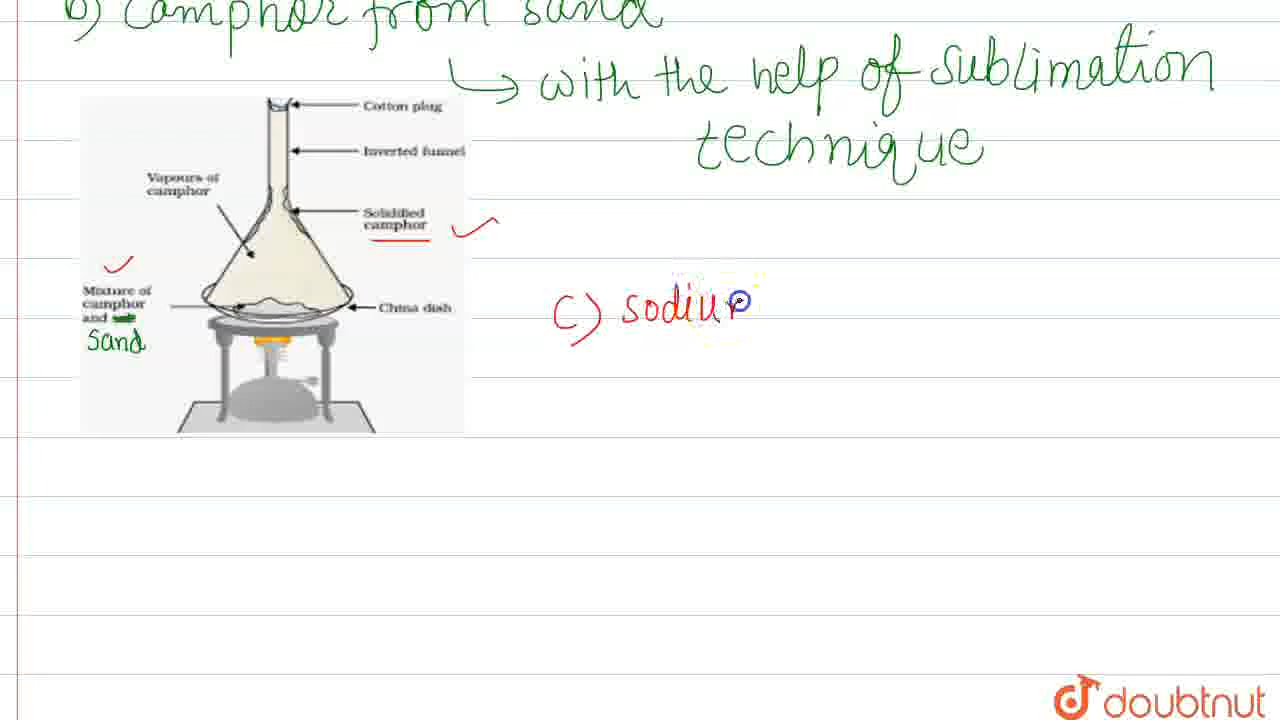 b) Camphor from sand
↳ with the help of sublimation
technique
Cotton plug
Inverted funnel
Vapours of
camphor
Solidified
camphor ✓
✓
Mixture of
camphor
and
Sand
China dish
c) sodiu
doubtnut